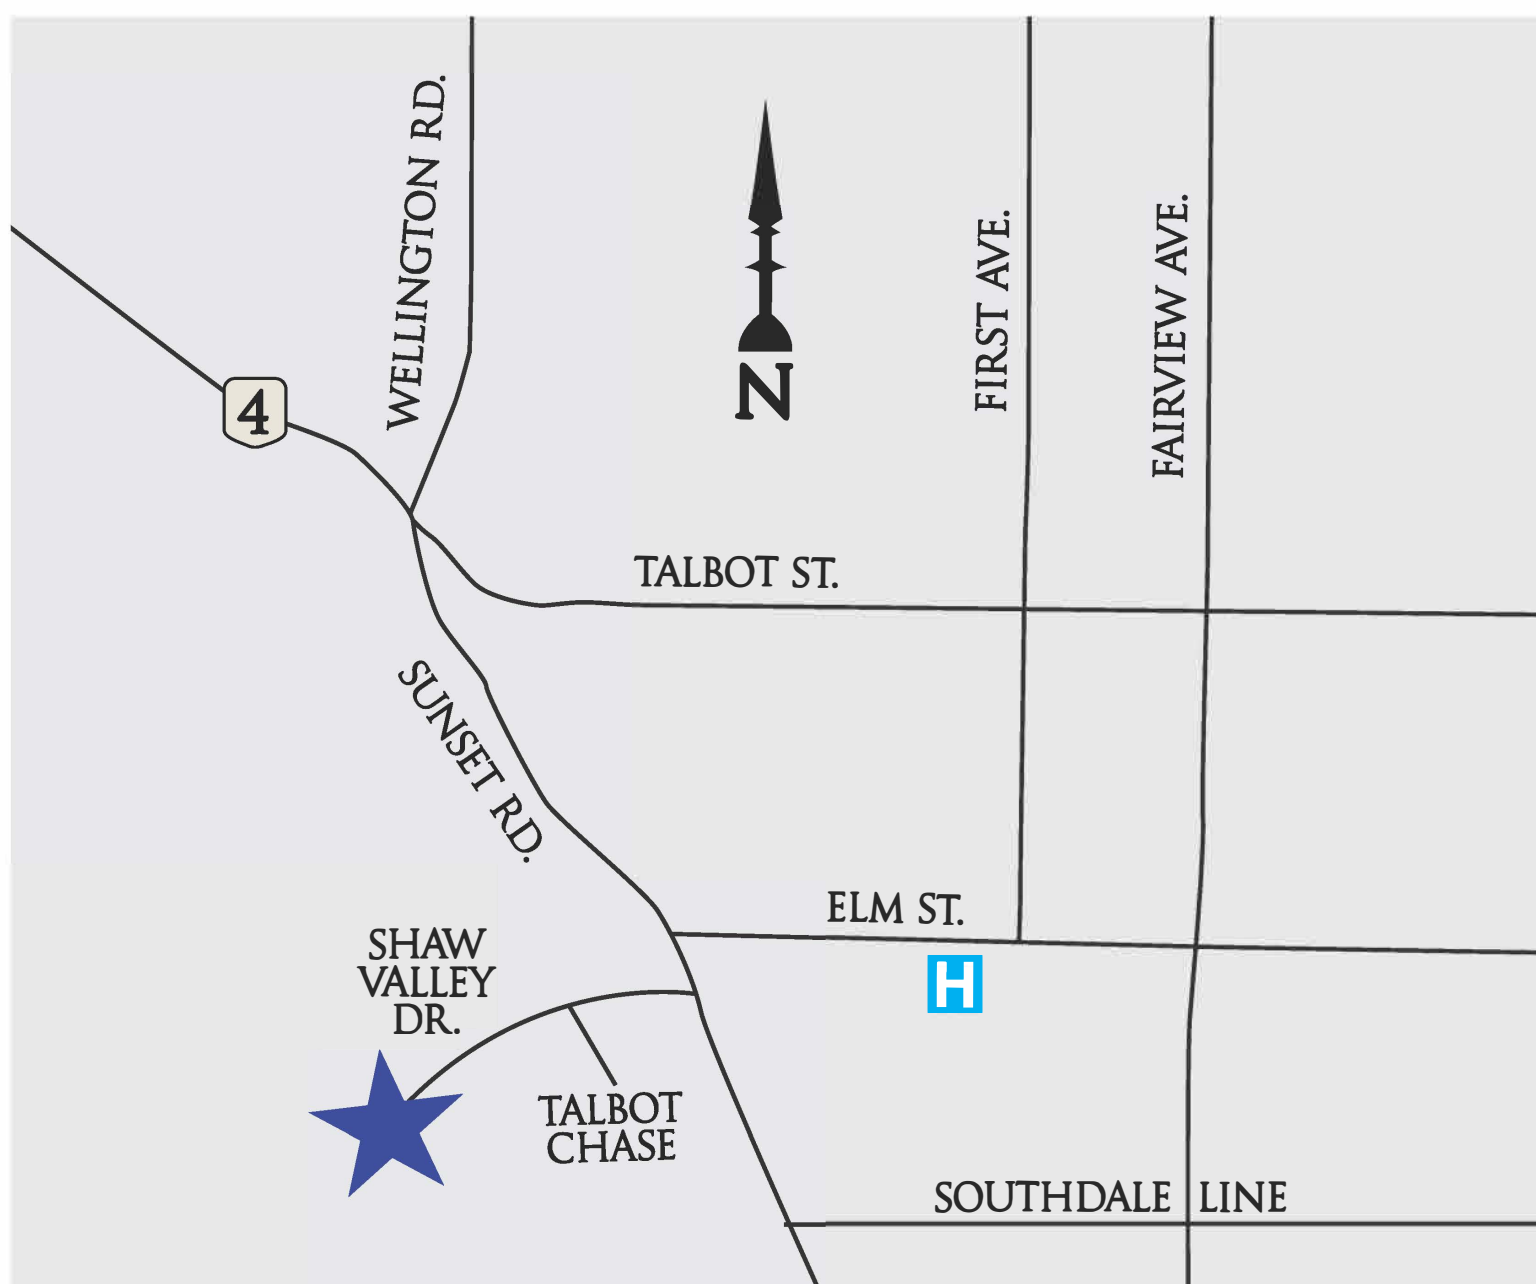 WELLINGTON RD.
FIRST AVE.
FAIRVIEW AVE.
4
N
TALBOT ST.
SUNSET RD.
ELM ST.
SHAW
VALLEY
DR.
H
TALBOT
CHASE
SOUTHDALE LINE